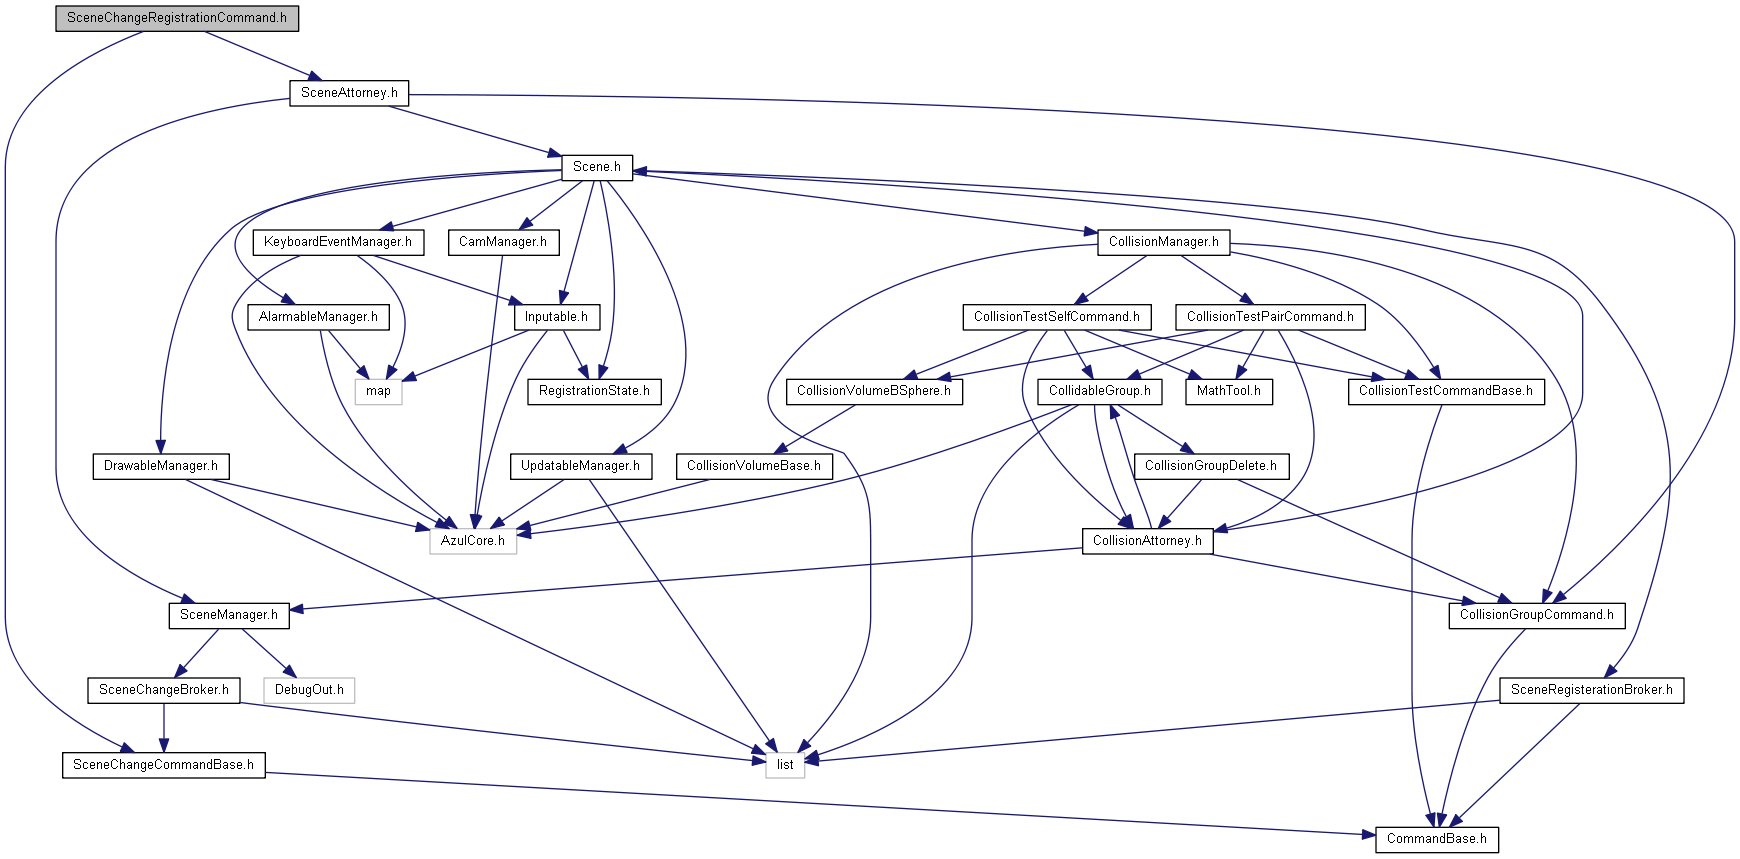 SceneChangeRegistrationCommand.h
SceneAttorney.h
Scene.h
KeyboardEventManager.h
CamManager.h
CollisionManager.h
AlarmableManager.h
Inputable.h
CollisionTestSelfCommand.h
CollisionTestPairCommand.h
map
RegistrationState.h
CollisionVolumeBSphere.h
CollidableGroup.h
MathTool.h
CollisionTestCommandBase.h
DrawableManager.h
UpdatableManager.h
CollisionVolumeBase.h
CollisionGroupDelete.h
AzulCore.h
CollisionAttorney.h
SceneManager.h
CollisionGroupCommand.h
SceneChangeBroker.h
DebugOut.h
SceneRegisterationBroker.h
SceneChangeCommandBase.h
list
CommandBase.h